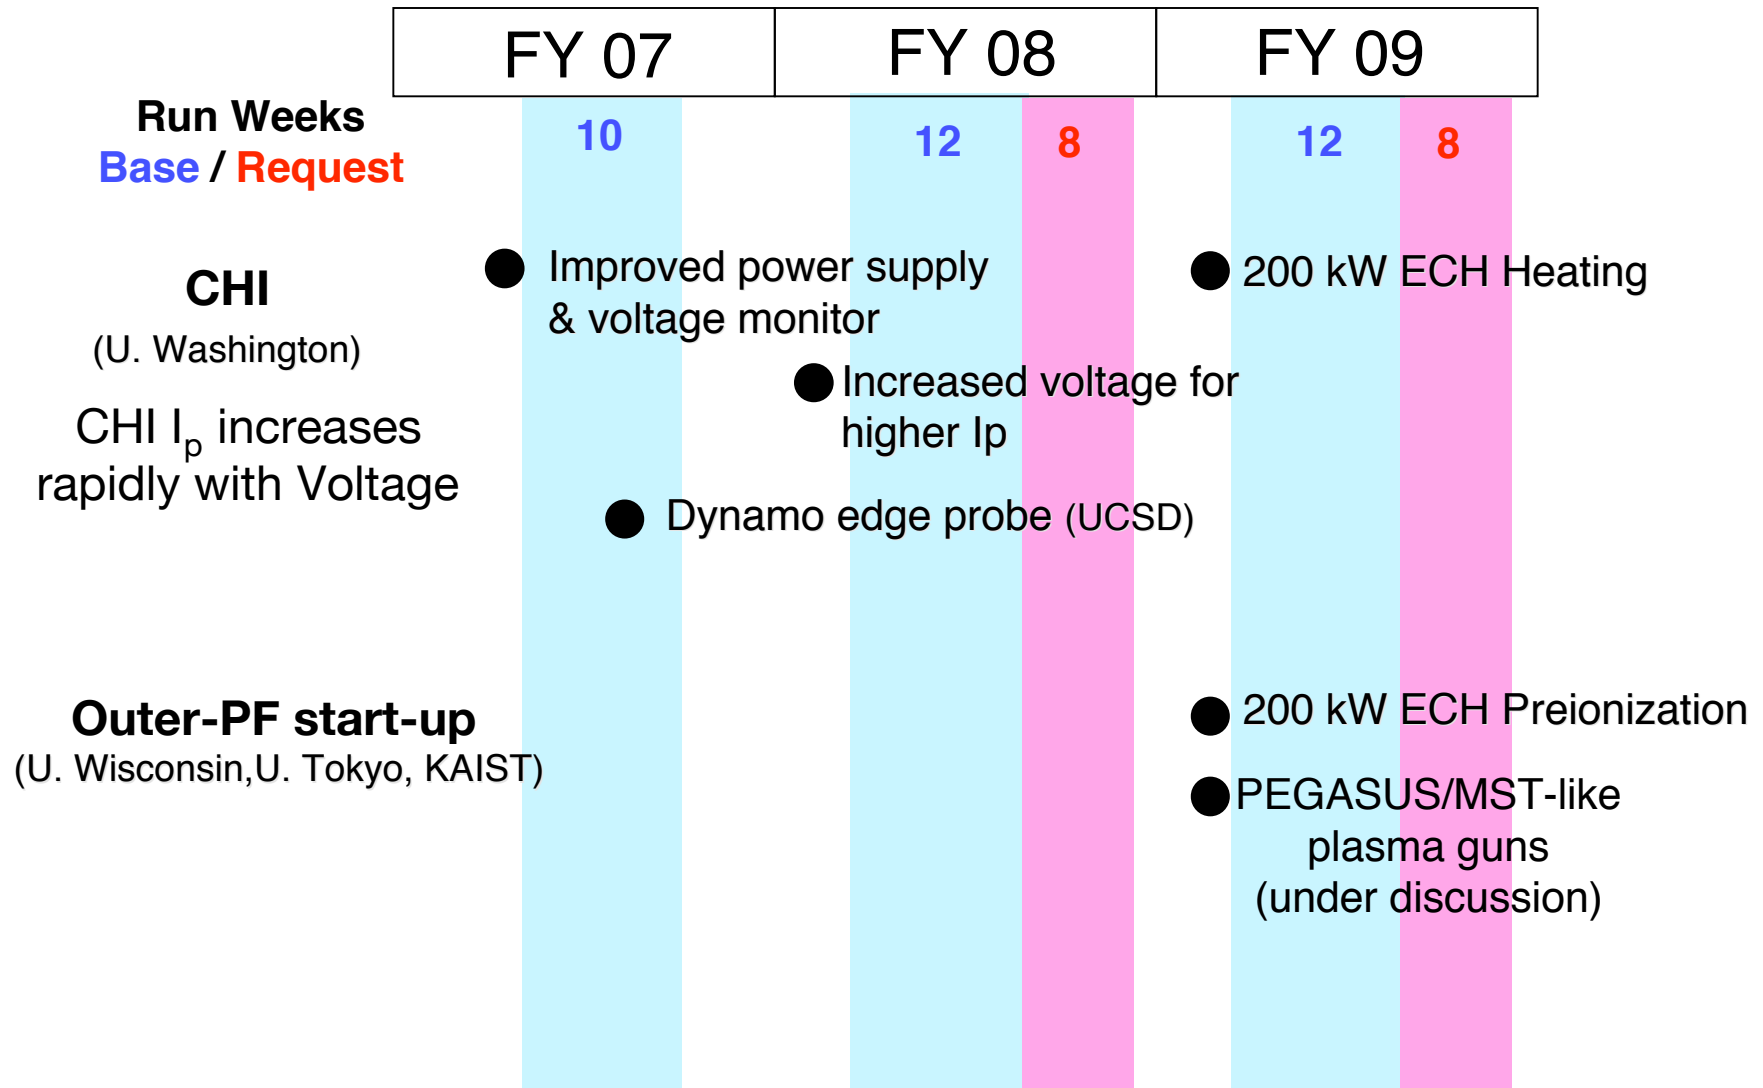 FY 07 FY 08 FY 09
Run Weeks
Base / Request
10 12 8 12 8
CHI
(U. Washington)
CHI Ip increases
rapidly with Voltage
Improved power supply
& voltage monitor
200 kW ECH Heating
Increased voltage for
higher Ip
Dynamo edge probe (UCSD)
Outer-PF start-up
(U. Wisconsin,U. Tokyo, KAIST)
200 kW ECH Preionization
PEGASUS/MST-like
plasma guns
(under discussion)